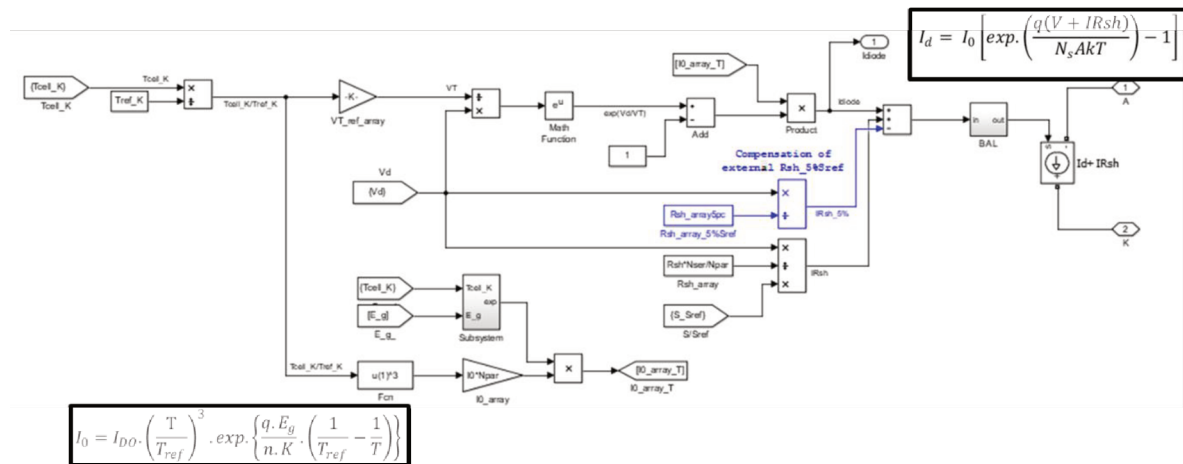 I_d = I_0 [exp.(q(V + IRsh)/N_sAkT) − 1]
1
Idiode
[I0_array_T]
{Tcell_K}
Tcell_K
Tcell_K
Tref_K
×
÷
Tcell_K/Tref_K
-K-
VT_ref_array
VT
÷
×
e^u
Math
Function
exp(Vd/VT)
+
−
Add
1
×
Product
Idiode
+
+
−
in
out
BAL
1
A
Id+ IRsh
2
K
Compensation of
external Rsh_5%Sref
Vd
{Vd}
×
÷
IRsh_5%
Rsh_array5pc
Rsh_array_5%Sref
×
÷
×
IRsh
Rsh*Nser/Npar
Rsh_array
{S_Sref}
S/Sref
{Tcell_K}
[E_g]
E_g_
Tcell_K
exp
E_g
Subsystem
Tcell_K/Tref_K
u(1)^3
Fcn
I0*Npar
I0_array
×
[I0_array_T]
I0_array_T
I_0 = I_DO.(T/T_ref)^3.exp.{q.E_g/n.K.(1/T_ref − 1/T)}